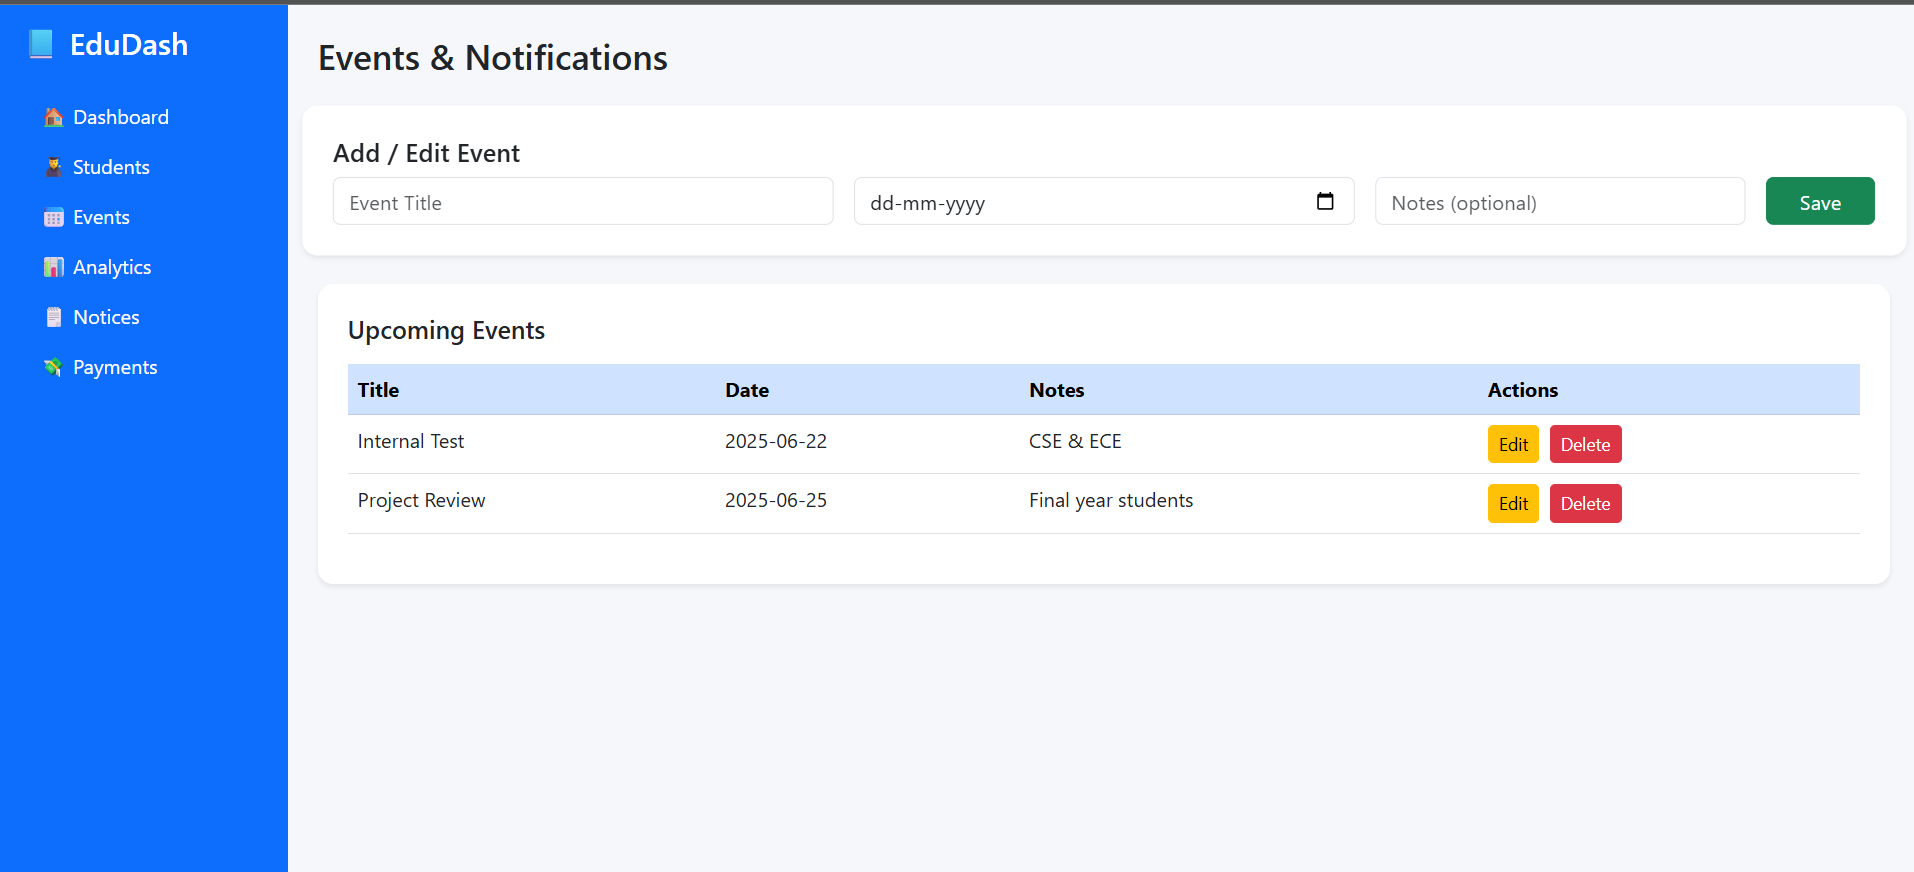 EduDash
Dashboard
Students
Events
Analytics
Notices
Payments
Events & Notifications
Add / Edit Event
Event Title dd-mm-yyyy Notes (optional) Save
Upcoming Events
Title Date Notes Actions
Internal Test 2025-06-22 CSE & ECE Edit Delete
Project Review 2025-06-25 Final year students Edit Delete